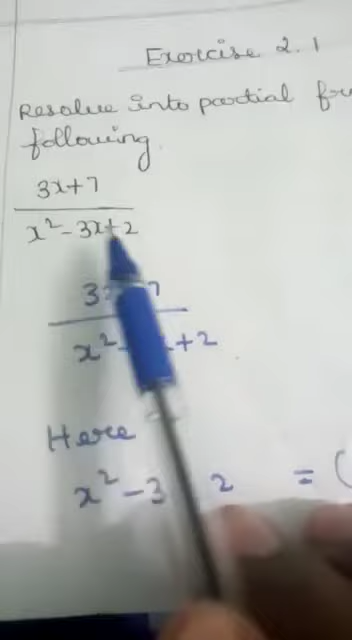 Exercise 2.1
Resolve into partial
following.
3x+7
x²-3x+2
3 7
x² +2
Here
x²-3 2 = (